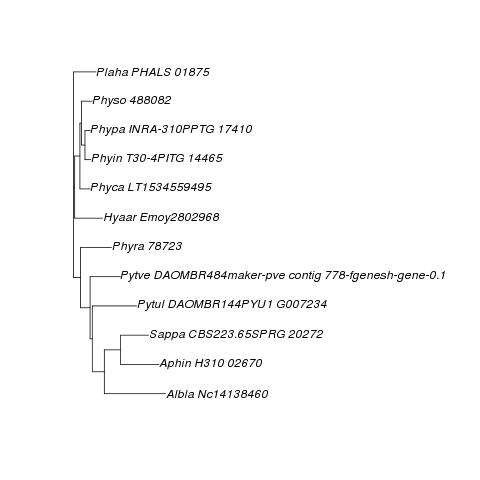 Plaha PHALS 01875
Physo 488082
Phypa INRA-310PPTG 17410
Phyin T30-4PITG 14465
Phyca LT1534559495
Hyaar Emoy2802968
Phyra 78723
Pytve DAOMBR484maker-pve contig 778-fgenesh-gene-0.1
Pytul DAOMBR144PYU1 G007234
Sappa CBS223.65SPRG 20272
Aphin H310 02670
Albla Nc14138460